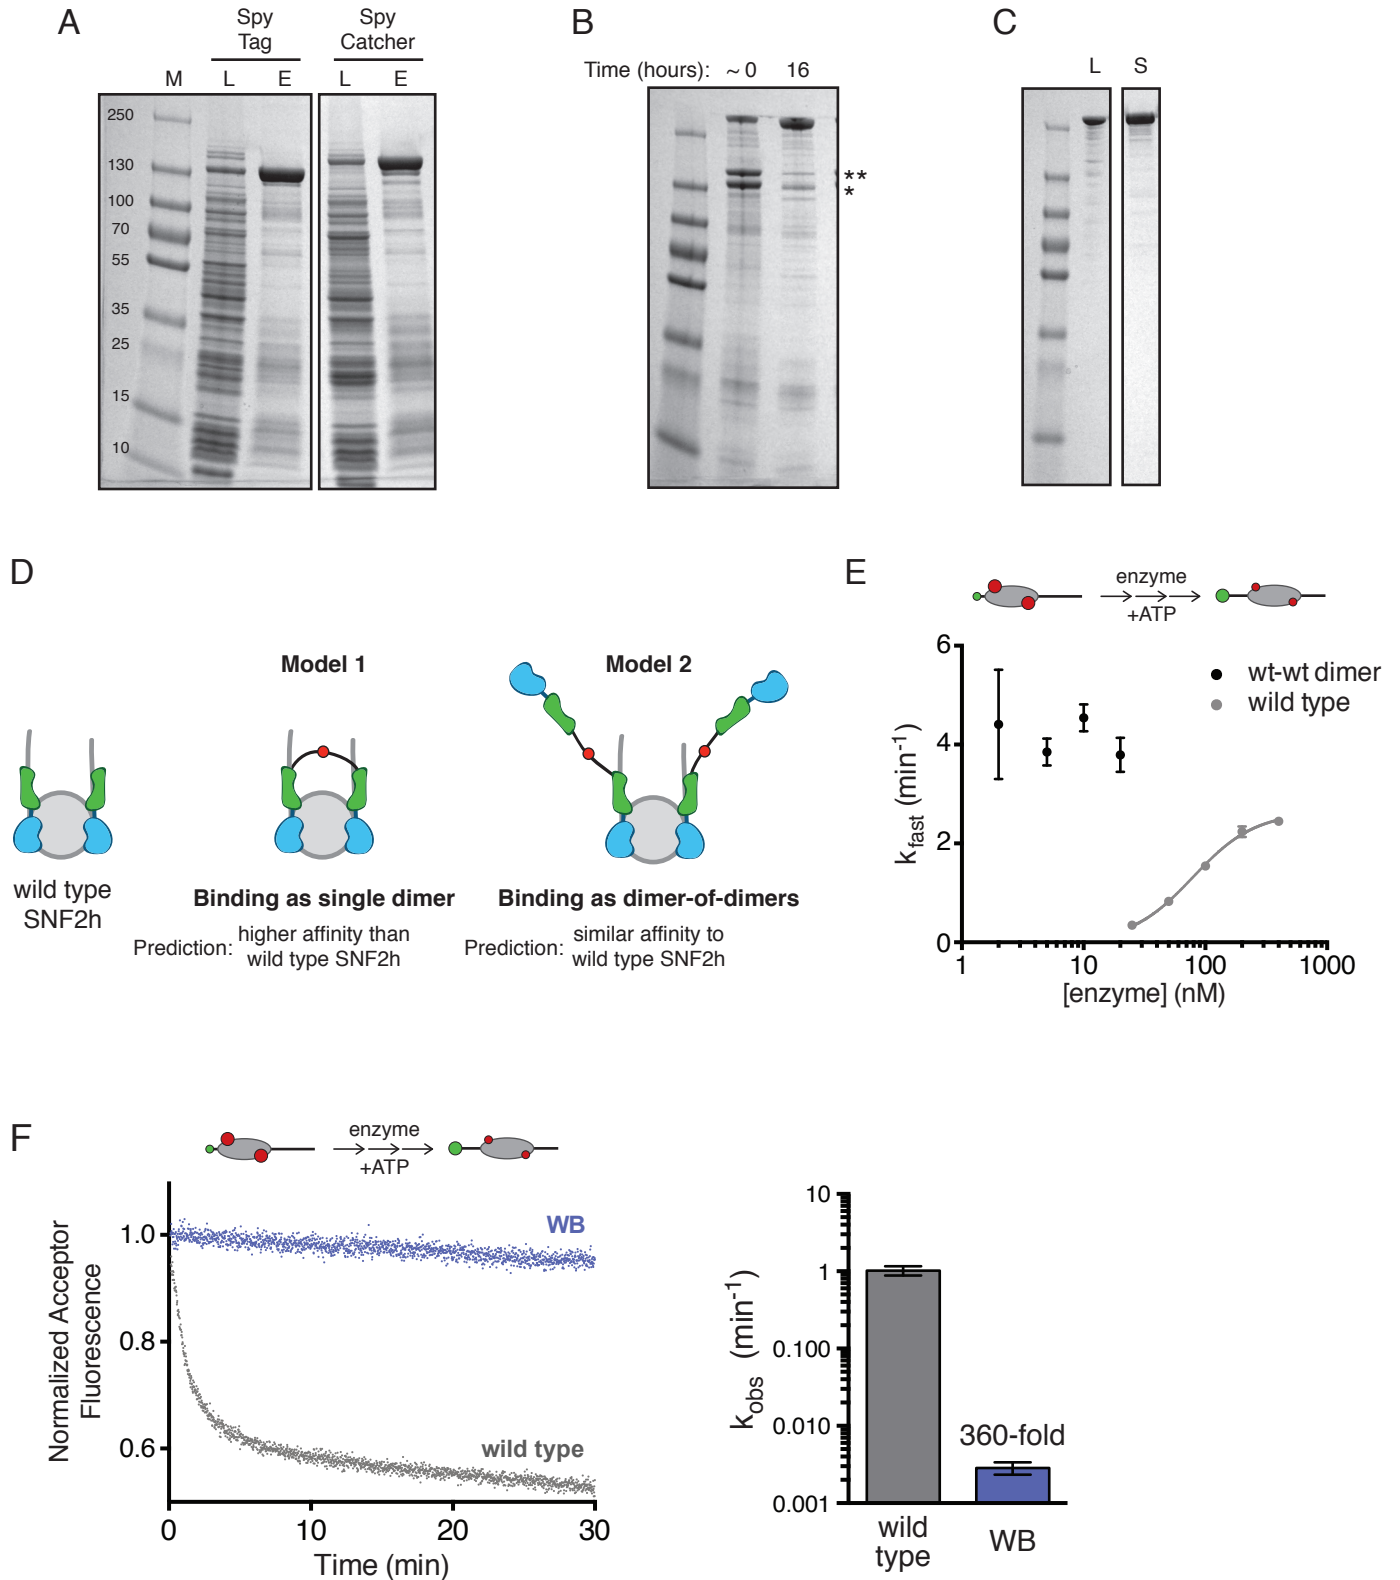 A
Spy
Tag
Spy
Catcher
M
L
E
L
E
250
130
100
70
55
35
25
15
10
B
Time (hours):
~ 0
16
**
*
C
L
S
D
wild type
SNF2h
Model 1
Binding as single dimer
Prediction:
higher affinity than
wild type SNF2h
Model 2
Binding as dimer-of-dimers
Prediction:
similar affinity to
wild type SNF2h
E
enzyme
+ATP
wt-wt dimer
wild type
kfast (min-1)
6
4
2
0
1
10
100
1000
[enzyme] (nM)
F
enzyme
+ATP
Normalized Acceptor
Fluorescence
1.0
0.8
0.6
WB
wild type
0
10
20
30
Time (min)
kobs (min-1)
10
1
0.100
0.010
0.001
360-fold
wild
type
WB